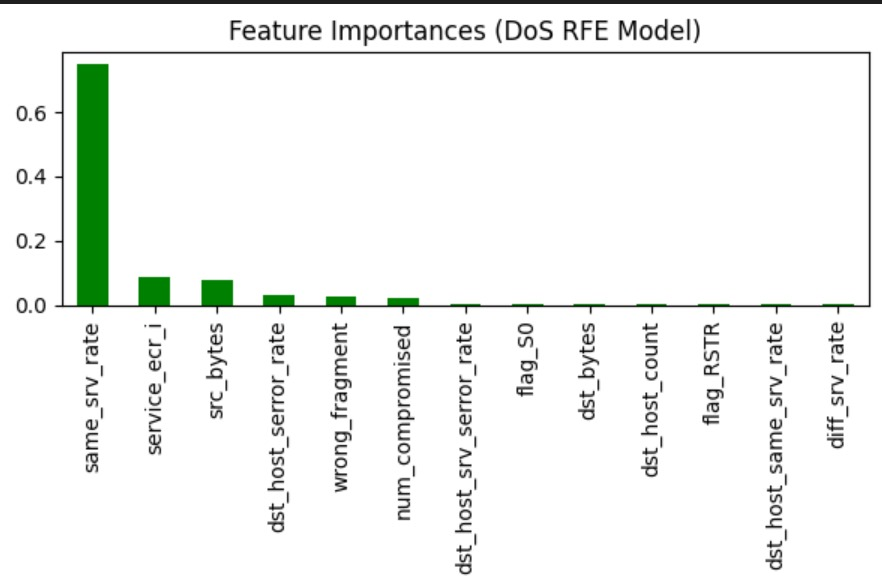 Feature Importances (DoS RFE Model)
0.6
0.4
0.2
0.0
same_srv_rate
service_ecr_i
src_bytes
dst_host_serror_rate
wrong_fragment
num_compromised
dst_host_srv_serror_rate
flag_S0
dst_bytes
dst_host_count
flag_RSTR
dst_host_same_srv_rate
diff_srv_rate